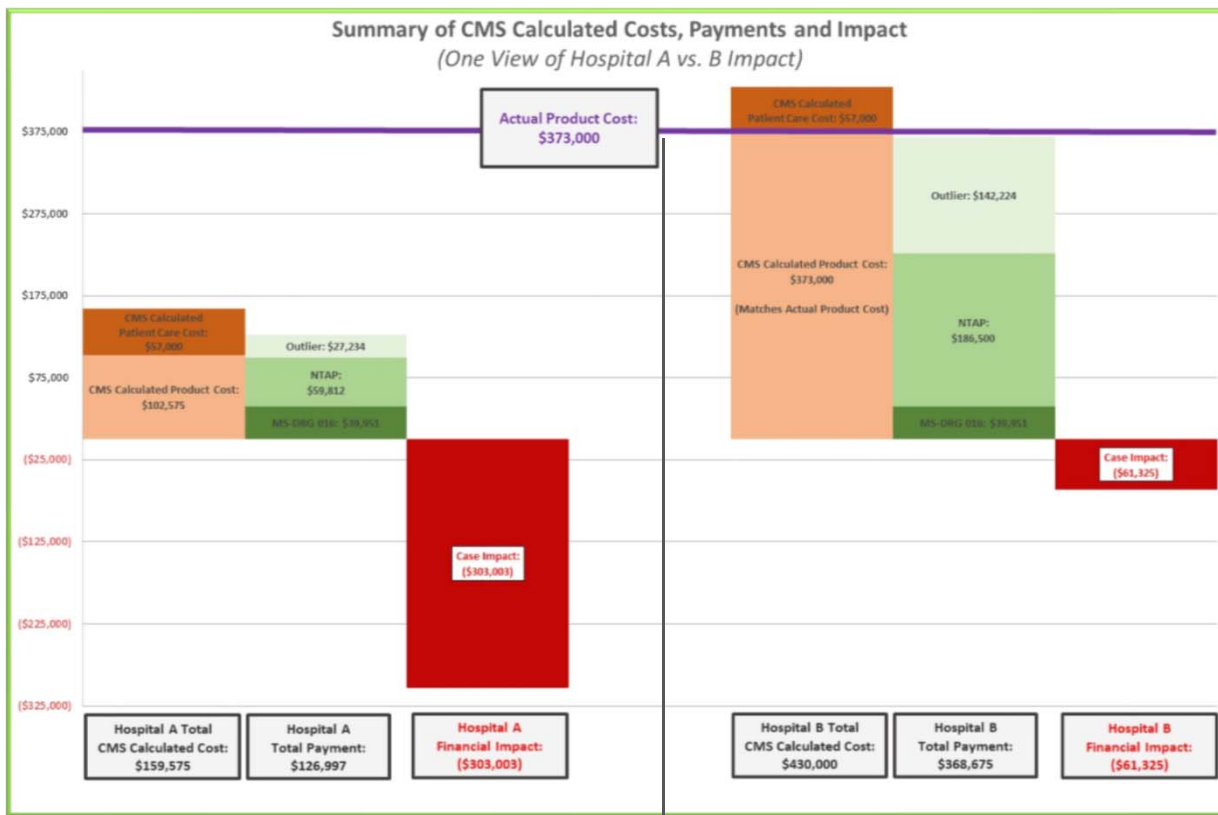 Summary of CMS Calculated Costs, Payments and Impact
(One View of Hospital A vs. B Impact)
Actual Product Cost:
$373,000
$375,000
$275,000
$175,000
$75,000
($25,000)
($125,000)
($225,000)
($325,000)
CMS Calculated
Patient Care Cost:
$57,000
CMS Calculated Product Cost:
$102,575
Outlier: $27,234
NTAP:
$59,812
MS-DRG 016: $39,951
Case Impact:
($303,003)
CMS Calculated
Patient Care Cost: $57,000
CMS Calculated Product Cost:
$373,000
(Matches Actual Product Cost)
Outlier: $142,224
NTAP:
$186,500
MS-DRG 016: $39,951
Case Impact:
($61,325)
Hospital A Total
CMS Calculated Cost:
$159,575
Hospital A
Total Payment:
$126,997
Hospital A
Financial Impact:
($303,003)
Hospital B Total
CMS Calculated Cost:
$430,000
Hospital B
Total Payment:
$368,675
Hospital B
Financial Impact:
($61,325)